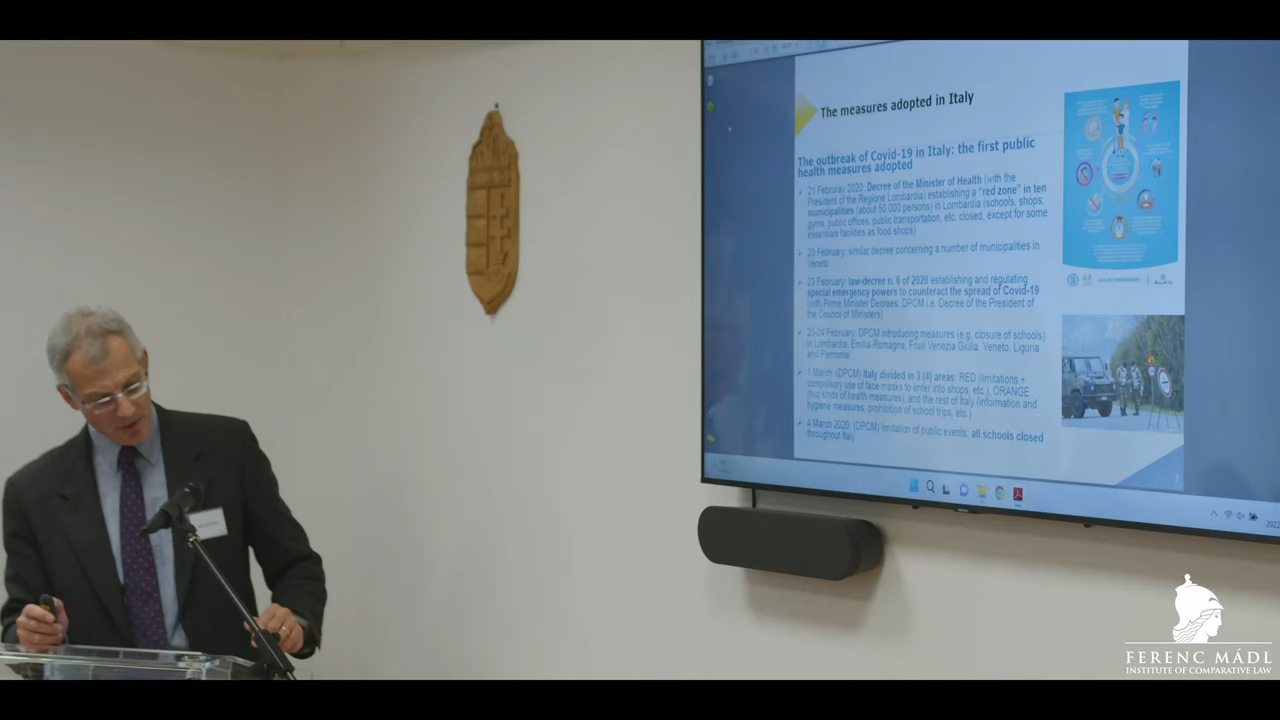 The measures adopted in Italy
The outbreak of Covid-19 in Italy: the first public
health measures adopted
21 Februray 2020: Decree of the Minister of Health (with the
President of the Regione Lombardia) establishing a "red zone" in ten
municipalities (about 50.000 persons) in Lombardia (schools, shops,
gyms, public offices, public transportation, etc. closed, except for some
essentials facilities as food shops)
23 February: similar decree concerning a number of municipalities in
Veneto
23 February: law-decree n. 6 of 2020 establishing and regulating
special emergency powers to counteract the spread of Covid-19
(with Prime Minister Decrees: DPCM i.e. Decree of the President of
the Council of Ministers)
23-24 February, DPCM introducing measures (e.g. closure of schools)
in Lombardia, Emilia-Romagna, Friuli Venezia Giulia, Veneto, Liguria
and Piemonte
1 March: (DPCM) Italy divided in 3 (4) areas: RED (limitations +
compulsory use of face masks to enter into shops, etc.), ORANGE
(two kinds of health measures), and the rest of Italy (information and
hygiene measures, prohibition of school trips, etc.)
4 March 2020: (DPCM) limitation of public events; all schools closed
throughout Italy
FERENC MÁDL
INSTITUTE OF COMPARATIVE LAW